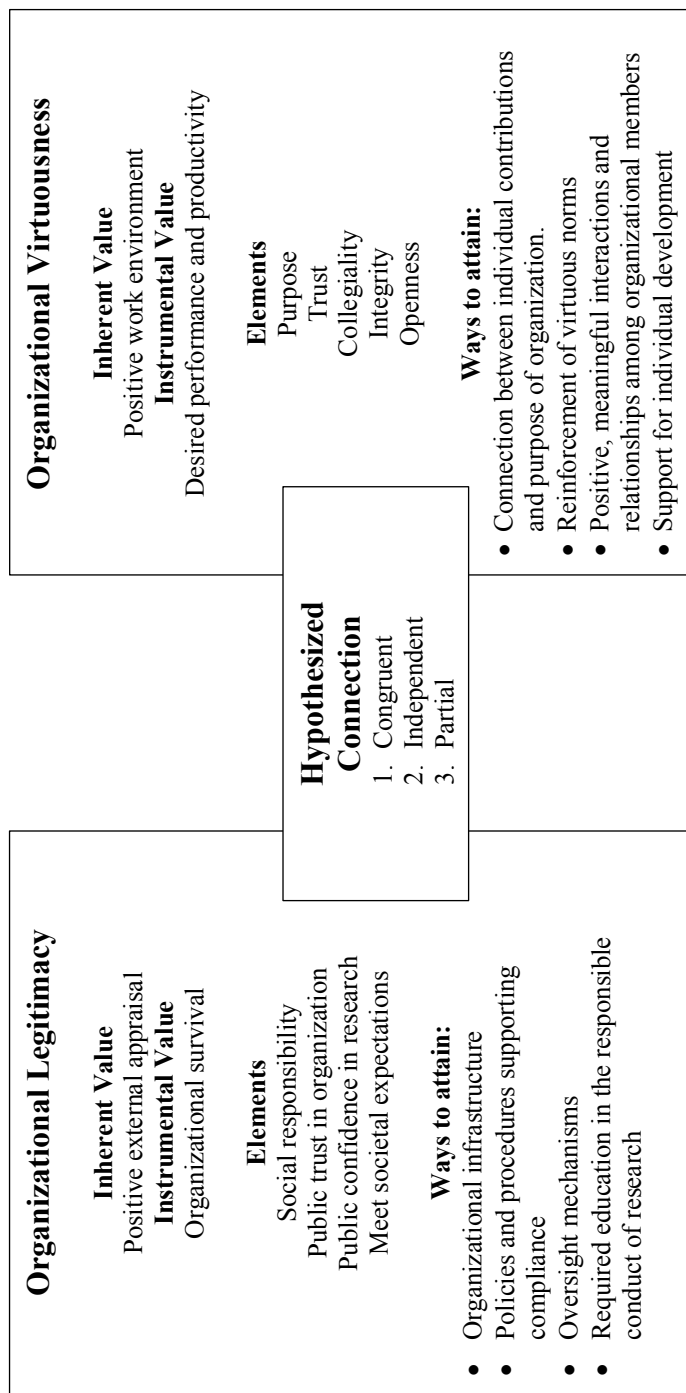 Organizational Legitimacy
Inherent Value
Positive external appraisal
Instrumental Value
Organizational survival
Elements
Social responsibility
Public trust in organization
Public confidence in research
Meet societal expectations
Ways to attain:
• Organizational infrastructure
• Policies and procedures supporting
compliance
• Oversight mechanisms
• Required education in the responsible
conduct of research
Hypothesized
Connection
1. Congruent
2. Independent
3. Partial
Organizational Virtuousness
Inherent Value
Positive work environment
Instrumental Value
Desired performance and productivity
Elements
Purpose
Trust
Collegiality
Integrity
Openness
Ways to attain:
• Connection between individual contributions
and purpose of organization.
• Reinforcement of virtuous norms
• Positive, meaningful interactions and
relationships among organizational members
• Support for individual development